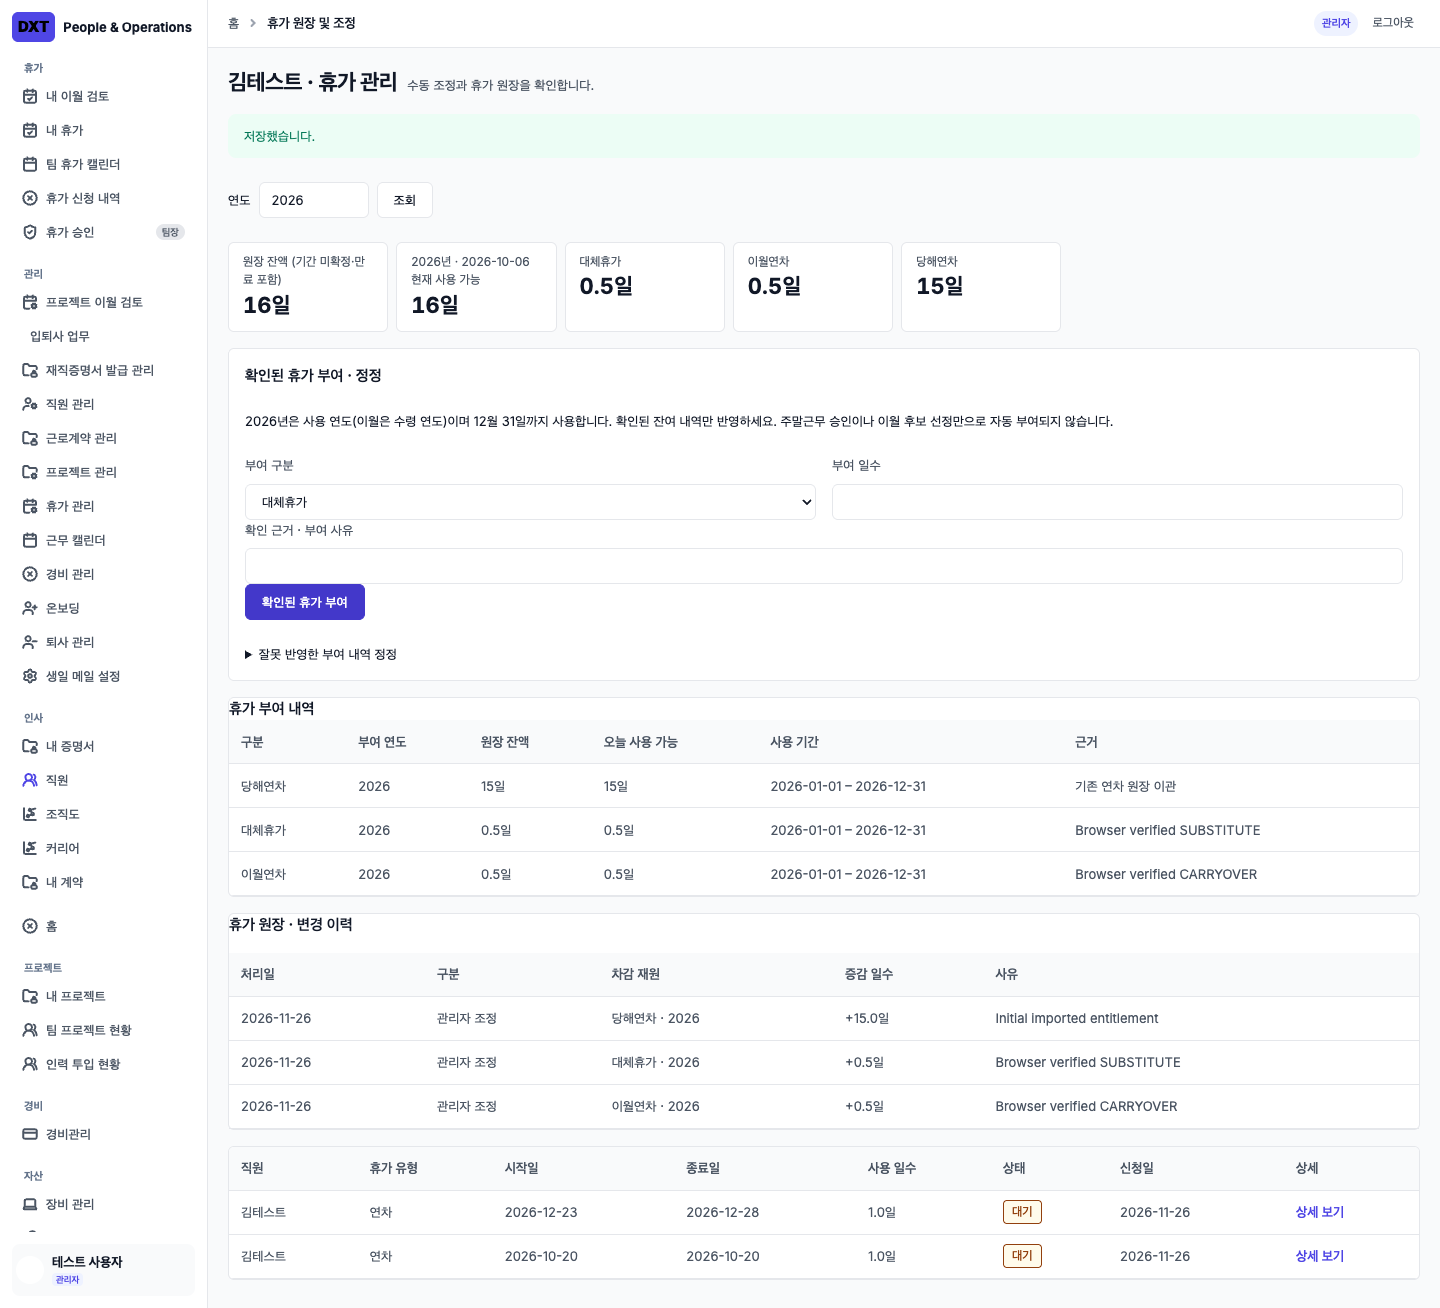 DXT People & Operations
휴가
내 이월 검토
내 휴가
팀 휴가 캘린더
휴가 신청 내역
휴가 승인 팀장
관리
프로젝트 이월 검토
입퇴사 업무
재직증명서 발급 관리
직원 관리
근로계약 관리
프로젝트 관리
휴가 관리
근무 캘린더
경비 관리
온보딩
퇴사 관리
생일 메일 설정
인사
내 증명서
직원
조직도
커리어
내 계약
홈
프로젝트
내 프로젝트
팀 프로젝트 현황
인력 투입 현황
경비
경비관리
자산
장비 관리
테스트 사용자
관리자
홈 > 휴가 원장 및 조정
관리자 로그아웃
김테스트 · 휴가 관리 수동 조정과 휴가 원장을 확인합니다.
저장했습니다.
연도 2026 조회
원장 잔액 (기간 미확정·만
료 포함)
16일
2026년 · 2026-10-06
현재 사용 가능
16일
대체휴가
0.5일
이월연차
0.5일
당해연차
15일
확인된 휴가 부여 · 정정
2026년은 사용 연도(이월은 수령 연도)이며 12월 31일까지 사용합니다. 확인된 잔여 내역만 반영하세요. 주말근무 승인이나 이월 후보 선정만으로 자동 부여되지 않습니다.
부여 구분 부여 일수
대체휴가
확인 근거 · 부여 사유
확인된 휴가 부여
▶ 잘못 반영한 부여 내역 정정
휴가 부여 내역
구분 부여 연도 원장 잔액 오늘 사용 가능 사용 기간 근거
당해연차 2026 15일 15일 2026-01-01 – 2026-12-31 기존 연차 원장 이관
대체휴가 2026 0.5일 0.5일 2026-01-01 – 2026-12-31 Browser verified SUBSTITUTE
이월연차 2026 0.5일 0.5일 2026-01-01 – 2026-12-31 Browser verified CARRYOVER
휴가 원장 · 변경 이력
처리일 구분 차감 재원 증감 일수 사유
2026-11-26 관리자 조정 당해연차 · 2026 +15.0일 Initial imported entitlement
2026-11-26 관리자 조정 대체휴가 · 2026 +0.5일 Browser verified SUBSTITUTE
2026-11-26 관리자 조정 이월연차 · 2026 +0.5일 Browser verified CARRYOVER
직원 휴가 유형 시작일 종료일 사용 일수 상태 신청일 상세
김테스트 연차 2026-12-23 2026-12-28 1.0일 대기 2026-11-26 상세 보기
김테스트 연차 2026-10-20 2026-10-20 1.0일 대기 2026-11-26 상세 보기